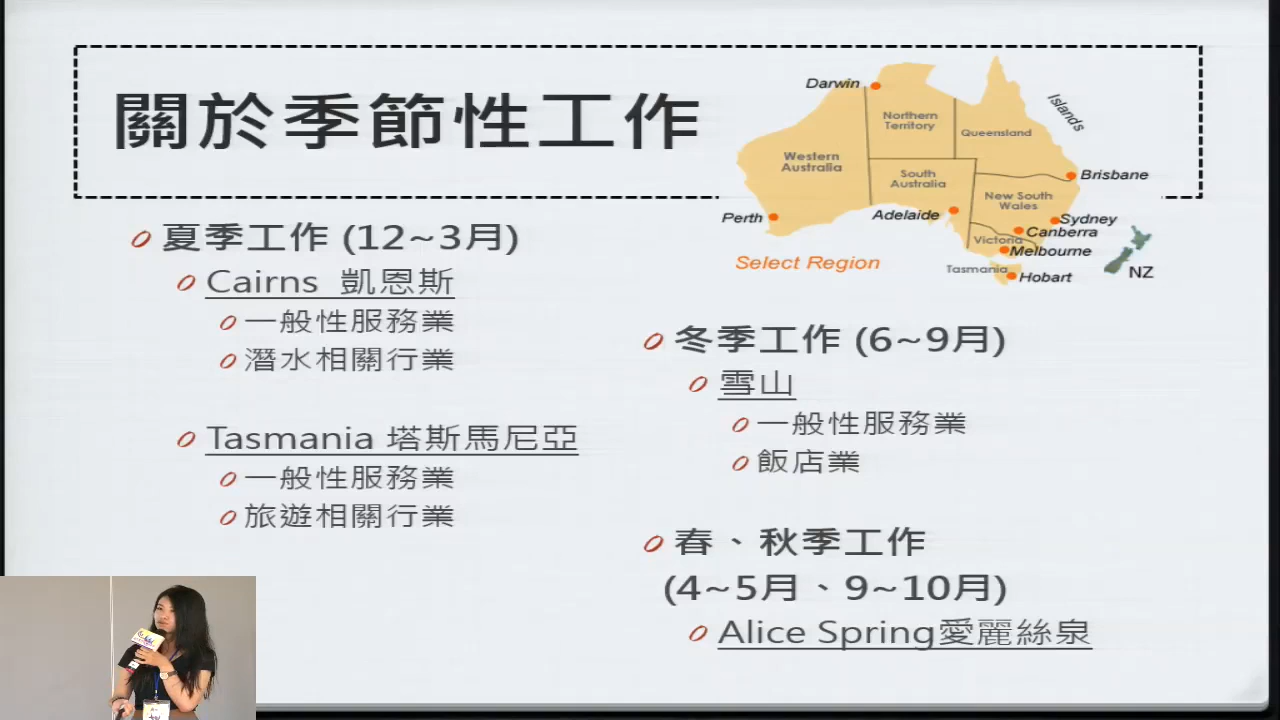 關於季節性工作
Darwin
Islands
Northern
Territory
Queensland
Western
Australia
South
Australia
Brisbane
New South
Wales
Perth
Adelaide
Sydney
Canberra
Victoria
Melbourne
Select Region
Tasmania
Hobart
NZ
夏季工作 (12~3月)
Cairns 凱恩斯
一般性服務業
潛水相關行業
Tasmania 塔斯馬尼亞
一般性服務業
旅遊相關行業
冬季工作 (6~9月)
雪山
一般性服務業
飯店業
春、秋季工作
(4~5月、9~10月)
Alice Spring愛麗絲泉